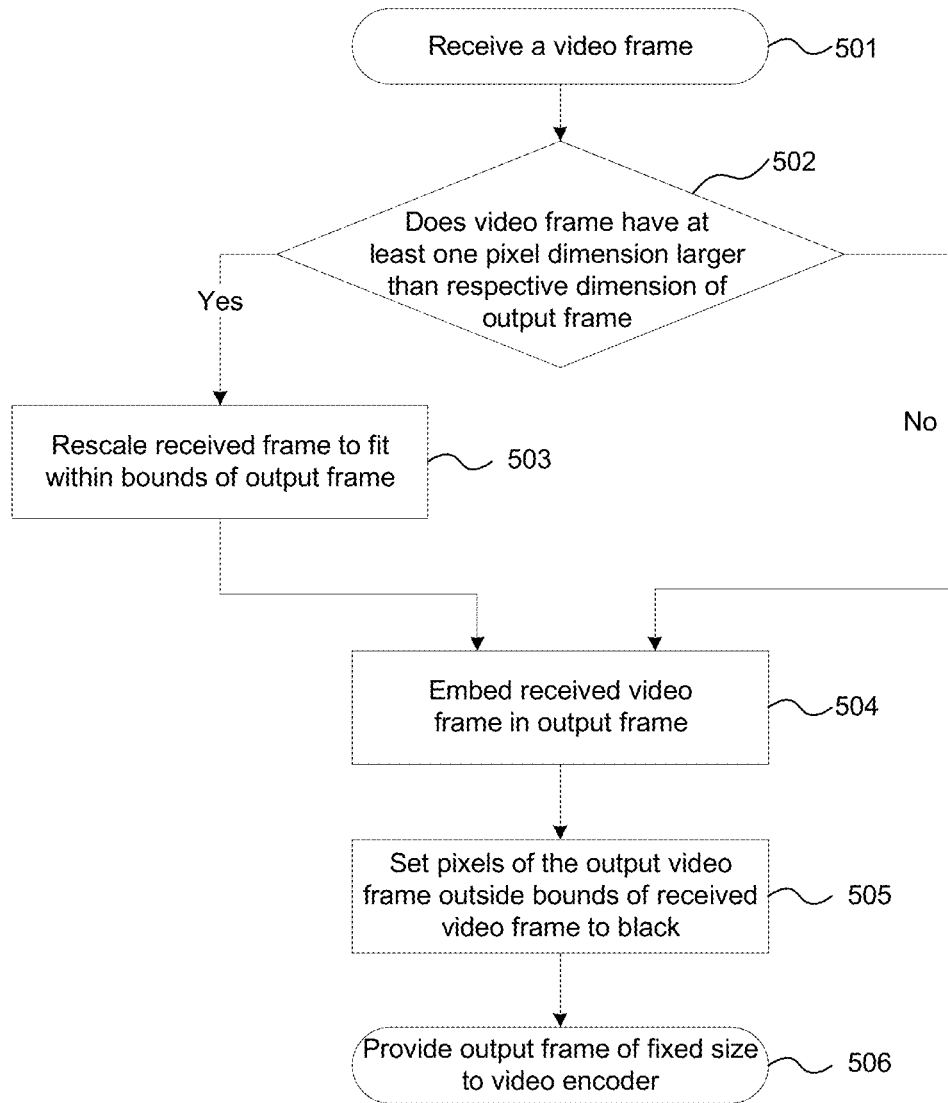 Receive a video frame
501
502
Does video frame have at
least one pixel dimension larger
than respective dimension of
output frame
Yes
No
Rescale received frame to fit
within bounds of output frame
503
Embed received video
frame in output frame
504
Set pixels of the output video
frame outside bounds of received
video frame to black
505
Provide output frame of fixed size
to video encoder
506